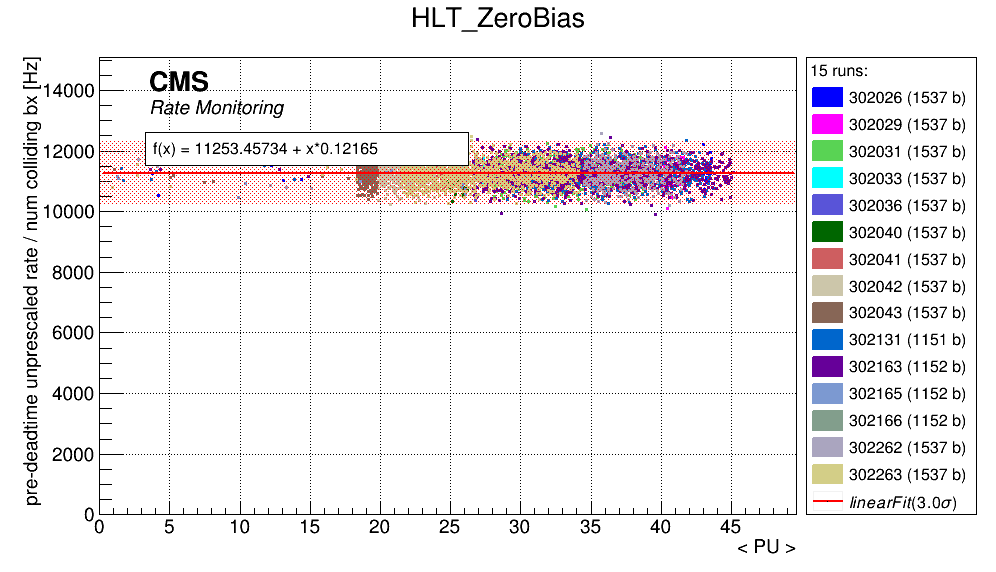 HLT_ZeroBias
pre-deadtime unprescaled rate / num colliding bx [Hz]
14000
12000
10000
8000
6000
4000
2000
0
CMS
Rate Monitoring
f(x) = 11253.45734 + x*0.12165
0 5 10 15 20 25 30 35 40 45
< PU >
15 runs:
302026 (1537 b)
302029 (1537 b)
302031 (1537 b)
302033 (1537 b)
302036 (1537 b)
302040 (1537 b)
302041 (1537 b)
302042 (1537 b)
302043 (1537 b)
302131 (1151 b)
302163 (1152 b)
302165 (1152 b)
302166 (1152 b)
302262 (1537 b)
302263 (1537 b)
linearFit(3.0σ)